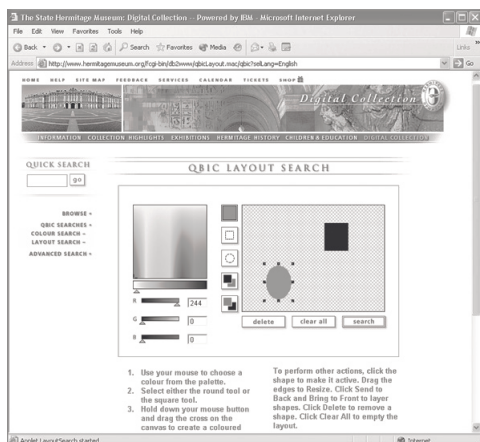 The State Hermitage Museum: Digital Collection -- Powered by IBM - Microsoft Internet Explorer
File Edit View Favorites Tools Help
Back Search Favorites Media Links
Address http://www.hermitagemuseum.org/fcgi-bin/db2www/qbicLayout.mac/qbic?selLang=English Go
HOME HELP SITE MAP FEEDBACK SERVICES CALENDAR TICKETS SHOP
Digital Collection
INFORMATION COLLECTION HIGHLIGHTS EXHIBITIONS HERMITAGE HISTORY CHILDREN & EDUCATION DIGITAL COLLECTION
QUICK SEARCH
go
QBIC LAYOUT SEARCH
BROWSE
QBIC SEARCHES
COLOUR SEARCH
LAYOUT SEARCH
ADVANCED SEARCH
R 244
G 0
B 0
delete clear all search
1. Use your mouse to choose a
colour from the palette.
2. Select either the round tool or
the square tool.
3. Hold down your mouse button
and drag the cross on the
canvas to create a coloured
To perform other actions, click the
shape to make it active. Drag the
edges to Resize. Click Send to
Back and Bring to Front to layer
shapes. Click Delete to remove a
shape. Click Clear All to empty the
layout.
Applet LayoutSearch started Internet